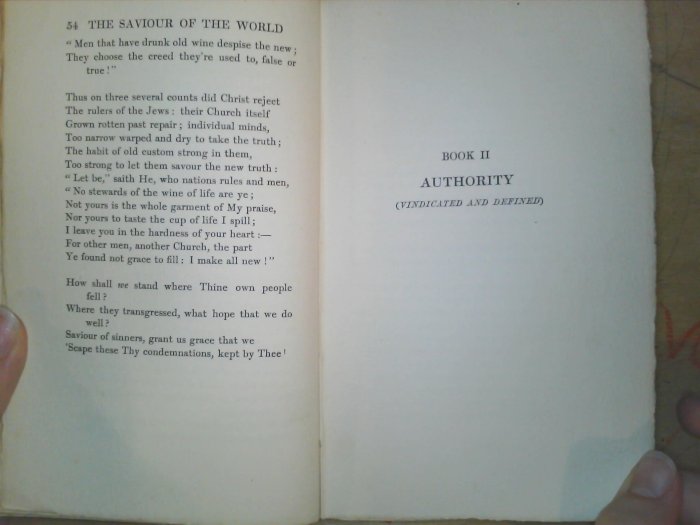 54 THE SAVIOUR OF THE WORLD
"Men that have drunk old wine despise the new;
They choose the creed they're used to, false or
true!"
Thus on three several counts did Christ reject
The rulers of the Jews: their Church itself
Grown rotten past repair; individual minds,
Too narrow warped and dry to take the truth;
The habit of old custom strong in them,
Too strong to let them savour the new truth:
"Let be," saith He, who nations rules and men,
"No stewards of the wine of life are ye;
Not yours is the whole garment of My praise,
Nor yours to taste the cup of life I spill;
I leave you in the hardness of your heart:—
For other men, another Church, the part
Ye found not grace to fill: I make all new!"
How shall we stand where Thine own people
fell?
Where they transgressed, what hope that we do
well?
Saviour of sinners, grant us grace that we
'Scape these Thy condemnations, kept by Thee!
BOOK II
AUTHORITY
(VINDICATED AND DEFINED)